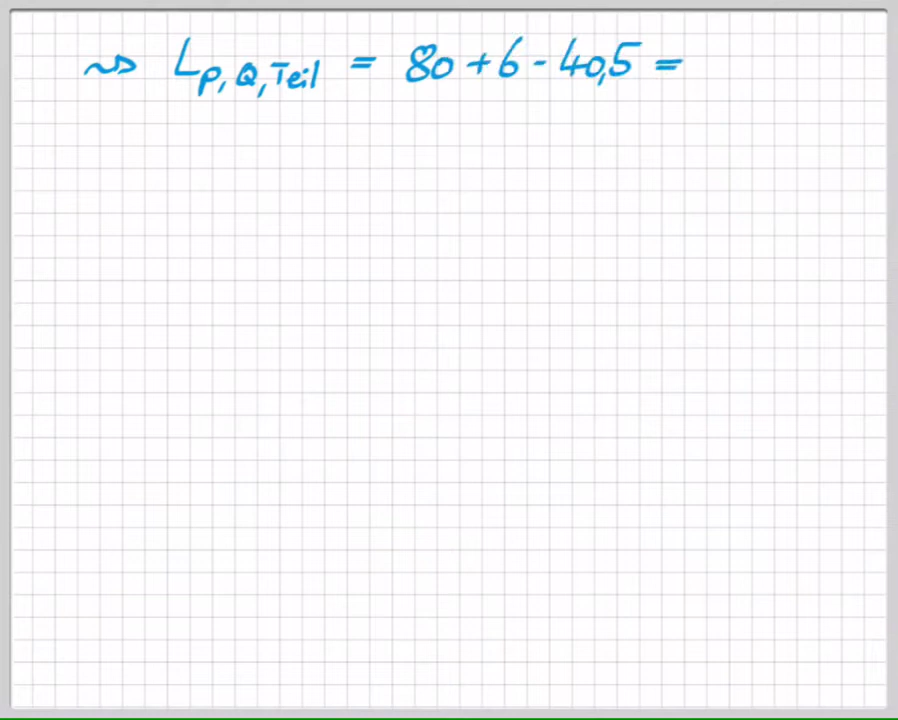 ⇝ L_P,Q,Teil = 80 + 6 - 40,5 =